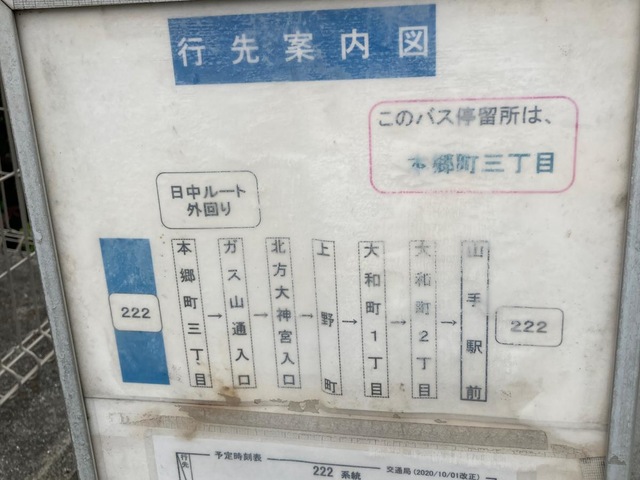 行先案内図
このバス停留所は、
本郷町三丁目
日中ルート
外回り
222
本郷町三丁目
→
ガス山通入口
→
北方大神宮入口
→
上野町
→
大和町1丁目
→
大和町2丁目
→
山手駅前
222
行先
予定時刻表
222 系統
交通局(2020/10/01改正)